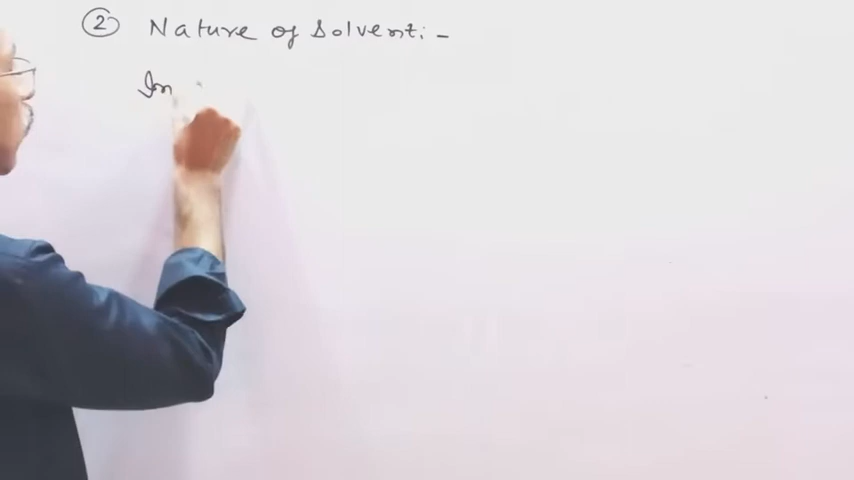 ② Nature of Solvent: -
In